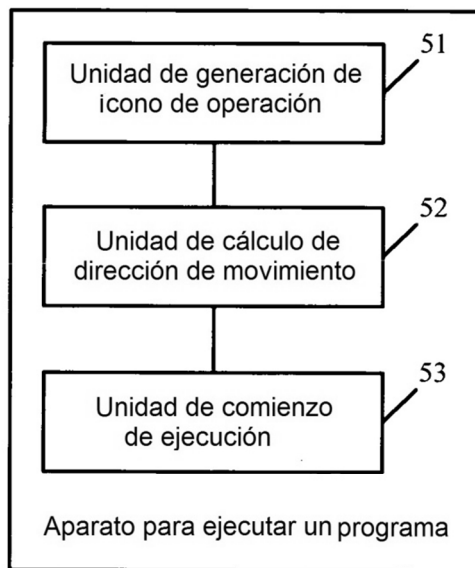 51
Unidad de generación de
icono de operación
52
Unidad de cálculo de
dirección de movimiento
53
Unidad de comienzo
de ejecución
Aparato para ejecutar un programa